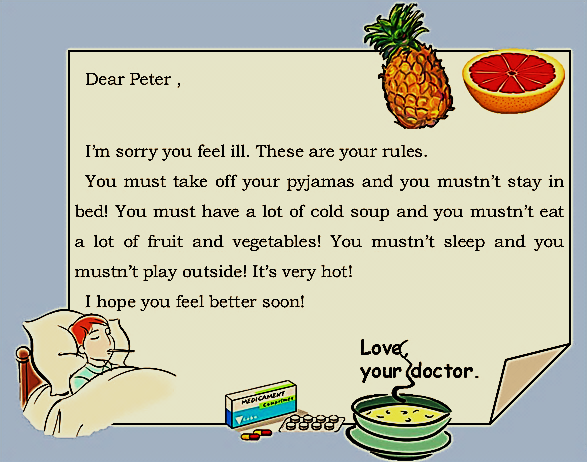 Dear Peter ,
I'm sorry you feel ill. These are your rules.
You must take off your pyjamas and you mustn't stay in
bed! You must have a lot of cold soup and you mustn't eat
a lot of fruit and vegetables! You mustn't sleep and you
mustn't play outside! It's very hot!
I hope you feel better soon!
Love,
your doctor.
MEDICAMENT